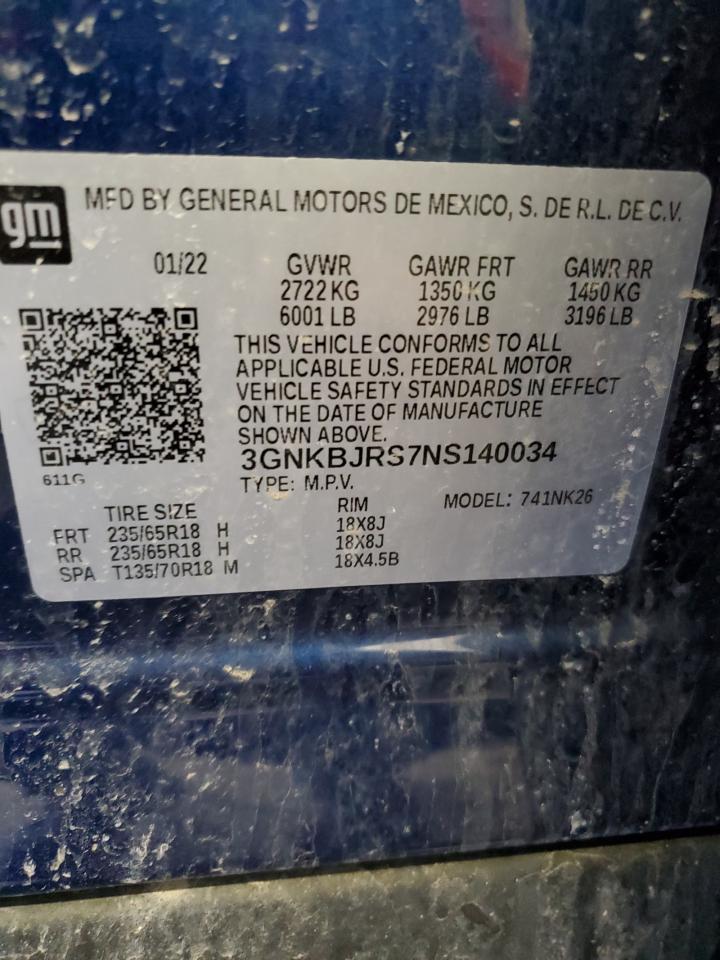 gm
MFD BY GENERAL MOTORS DE MEXICO, S. DE R.L. DE C.V.
01/22 GVWR GAWR FRT GAWR RR
2722 KG 1350 KG 1450 KG
6001 LB 2976 LB 3196 LB
THIS VEHICLE CONFORMS TO ALL
APPLICABLE U.S. FEDERAL MOTOR
VEHICLE SAFETY STANDARDS IN EFFECT
ON THE DATE OF MANUFACTURE
SHOWN ABOVE.
3GNKBJRS7NS140034
611G
TYPE: M.P.V. MODEL: 741NK26
TIRE SIZE RIM
FRT 235/65R18 H 18X8J
RR 235/65R18 H 18X8J
SPA T135/70R18 M 18X4.5B